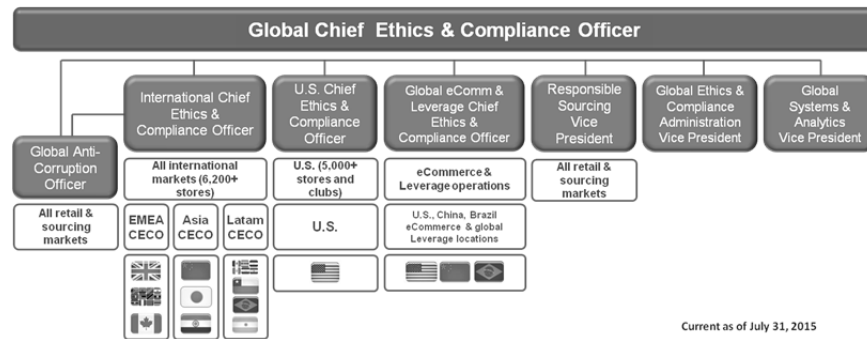 Global Chief Ethics & Compliance Officer
International Chief
Ethics &
Compliance Officer
U.S. Chief
Ethics &
Compliance
Officer
Global eComm &
Leverage Chief
Ethics &
Compliance Officer
Responsible
Sourcing
Vice
President
Global Ethics &
Compliance
Administration
Vice President
Global
Systems &
Analytics
Vice President
Global Anti-
Corruption
Officer
All international
markets (6,200+
stores)
U.S. (5,000+
stores and
clubs)
eCommerce &
Leverage operations
All retail &
sourcing
markets
All retail &
sourcing markets
EMEA
CECO
Asia
CECO
Latam
CECO
U.S.
U.S., China, Brazil
eCommerce & global
Leverage locations
Current as of July 31, 2015